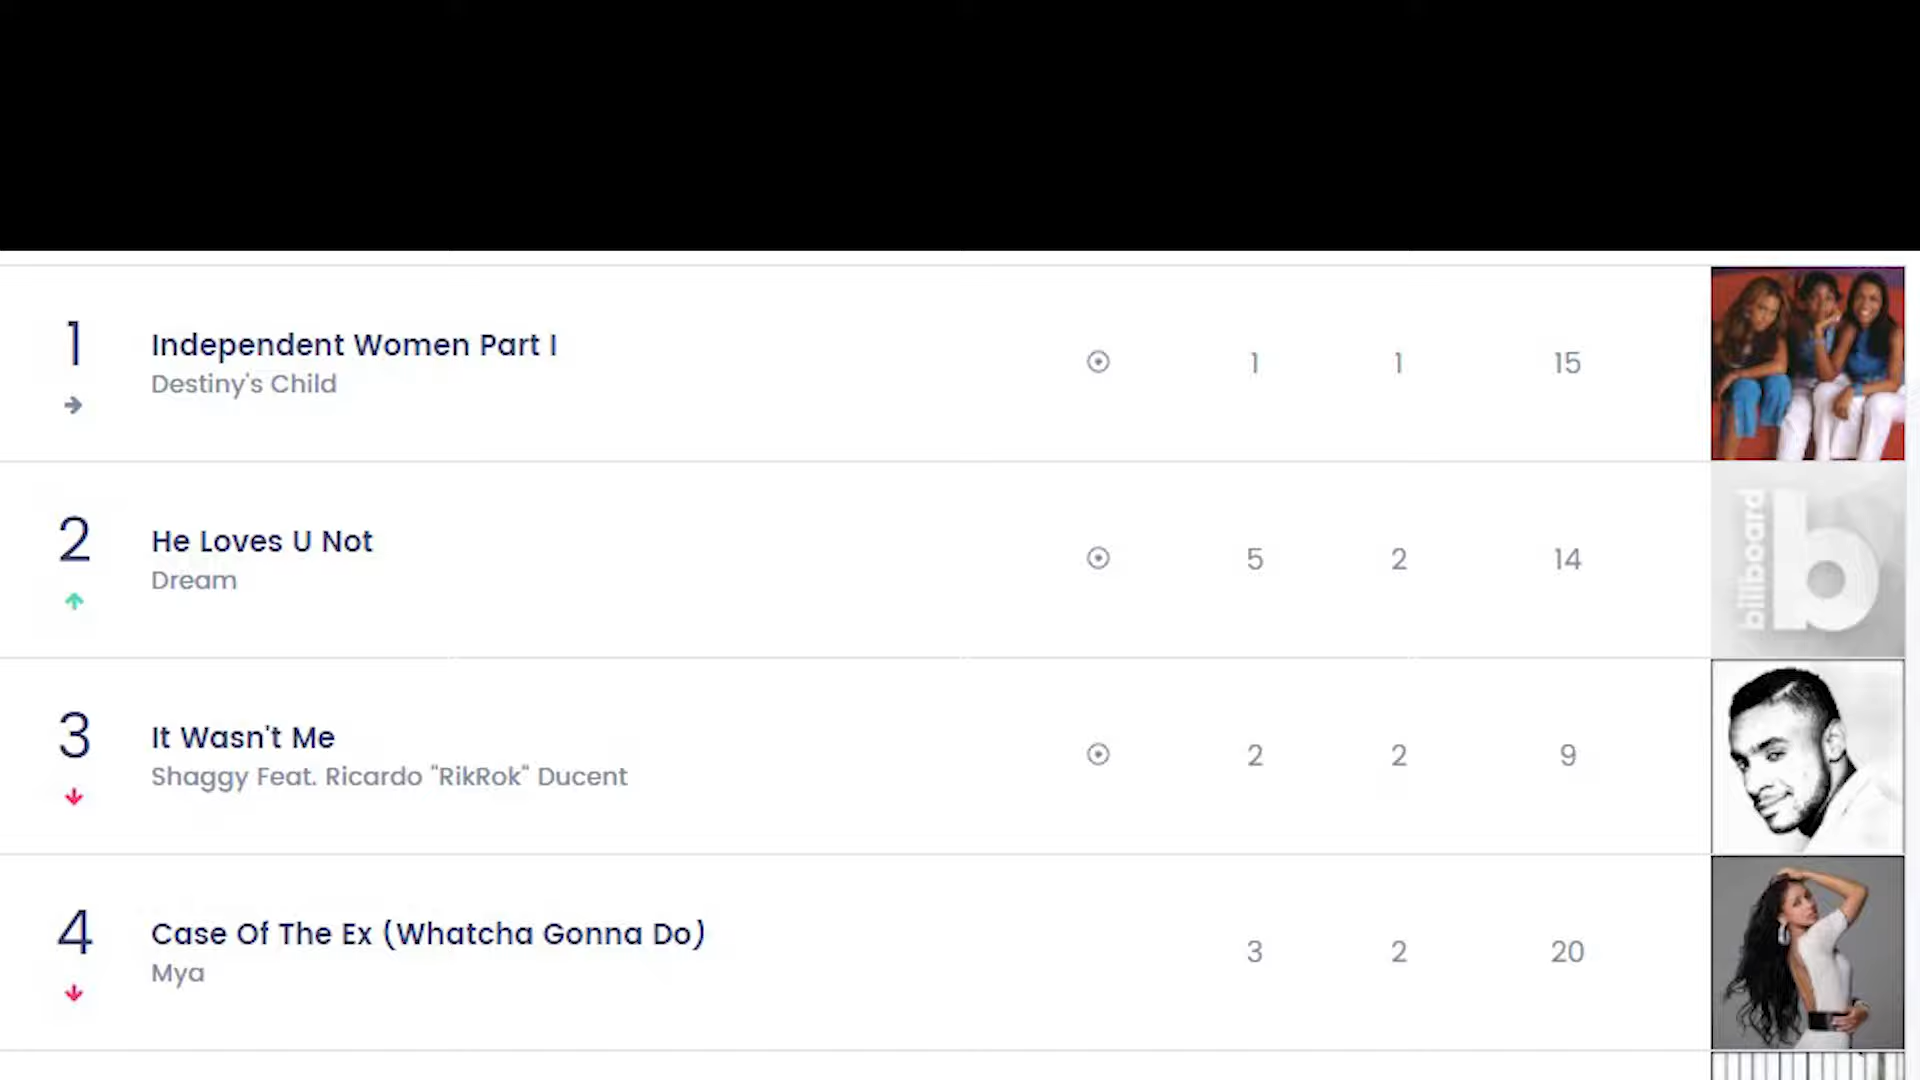 1
Independent Women Part I
Destiny's Child
1
1
15
2
He Loves U Not
Dream
5
2
14
billboard
b
3
It Wasn't Me
Shaggy Feat. Ricardo "RikRok" Ducent
2
2
9
4
Case Of The Ex (Whatcha Gonna Do)
Mya
3
2
20